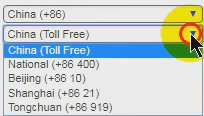 China (+86)
China (Toll Free)
China (Toll Free)
National (+86 400)
Beijing (+86 10)
Shanghai (+86 21)
Tongchuan (+86 919)